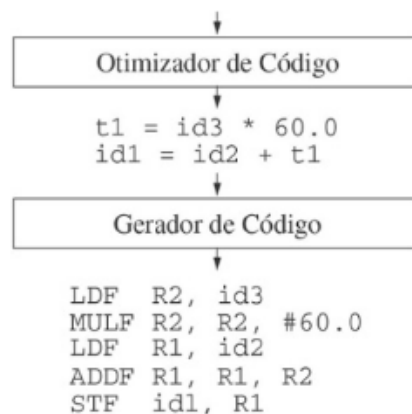 Otimizador de Código
t1 = id3 * 60.0
id1 = id2 + t1
Gerador de Código
LDF R2, id3
MULF R2, R2, #60.0
LDF R1, id2
ADDF R1, R1, R2
STF id1, R1